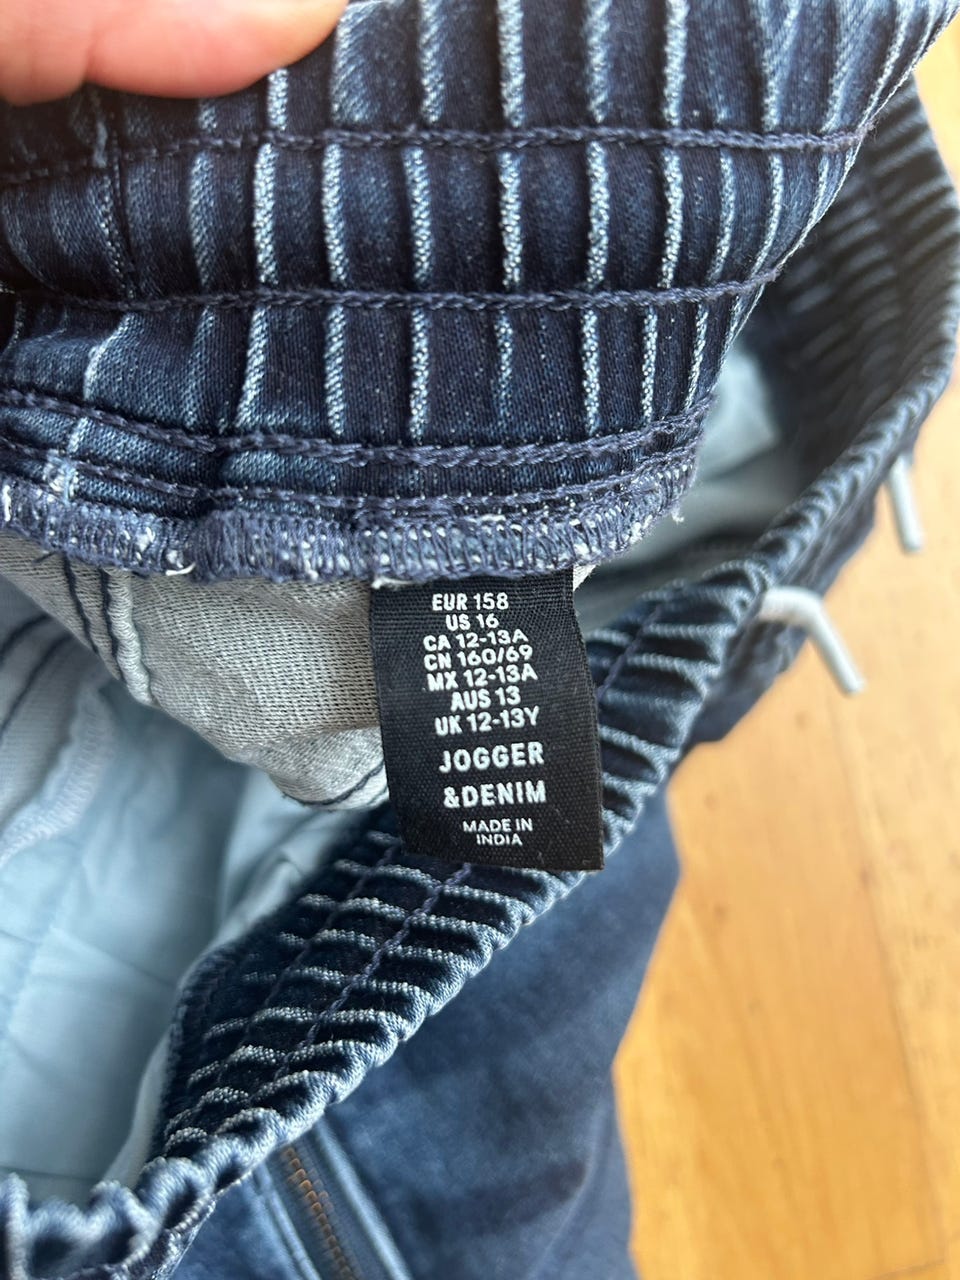 EUR 158
US 16
CA 12-13A
CN 160/69
MX 12-13A
AUS 13
UK 12-13Y
JOGGER
&DENIM
MADE IN
INDIA